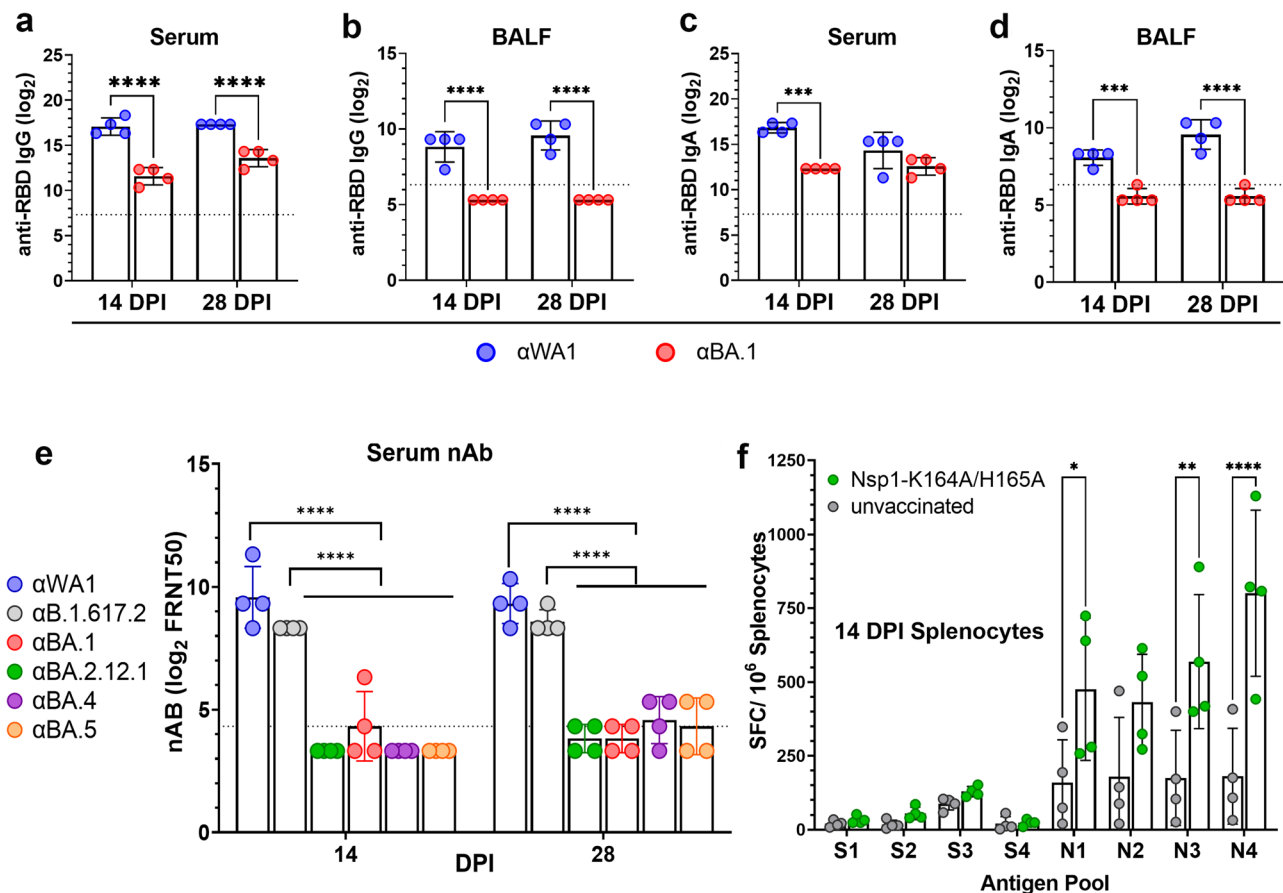 a
Serum
anti-RBD IgG (log2)
25
20
15
10
5
0
****
****
14 DPI
28 DPI
b
BALF
anti-RBD IgG (log2)
15
10
5
0
****
****
14 DPI
28 DPI
c
Serum
anti-RBD IgA (log2)
25
20
15
10
5
0
***
14 DPI
28 DPI
d
BALF
anti-RBD IgA (log2)
15
10
5
0
***
****
14 DPI
28 DPI
αWA1
αBA.1
e
Serum nAb
αWA1
αB.1.617.2
αBA.1
αBA.2.12.1
αBA.4
αBA.5
nAB (log2 FRNT50)
15
10
5
0
****
****
****
****
14
28
DPI
f
Nsp1-K164A/H165A
unvaccinated
14 DPI Splenocytes
SFC/ 10^6 Splenocytes
1250
1000
750
500
250
0
*
**
****
S1
S2
S3
S4
N1
N2
N3
N4
Antigen Pool